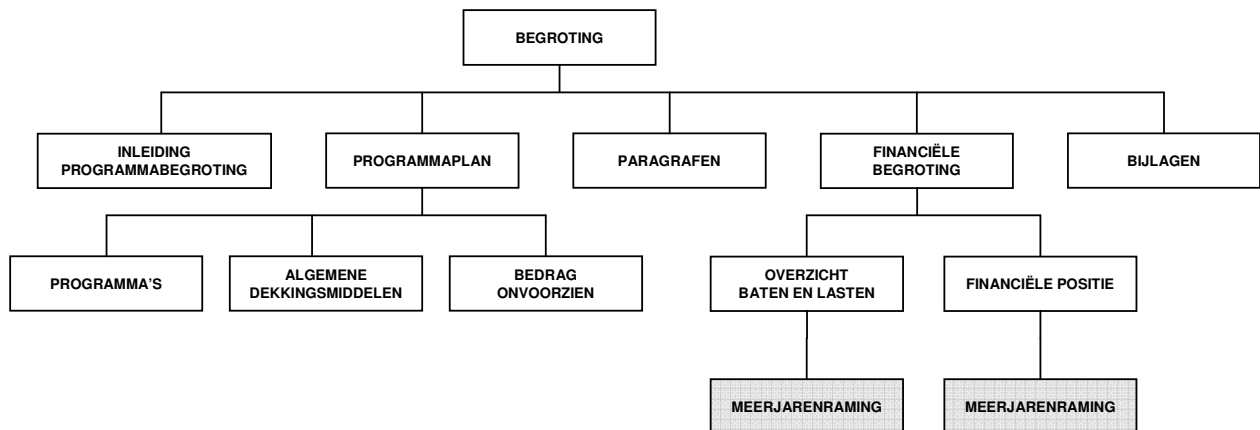 BEGROTING
INLEIDING
PROGRAMMABEGROTING
PROGRAMMAPLAN
PARAGRAFEN
FINANCIËLE
BEGROTING
BIJLAGEN
PROGRAMMA'S
ALGEMENE
DEKKINGSMIDDELEN
BEDRAG
ONVOORZIEN
OVERZICHT
BATEN EN LASTEN
FINANCIËLE POSITIE
MEERJARENRAMING
MEERJARENRAMING